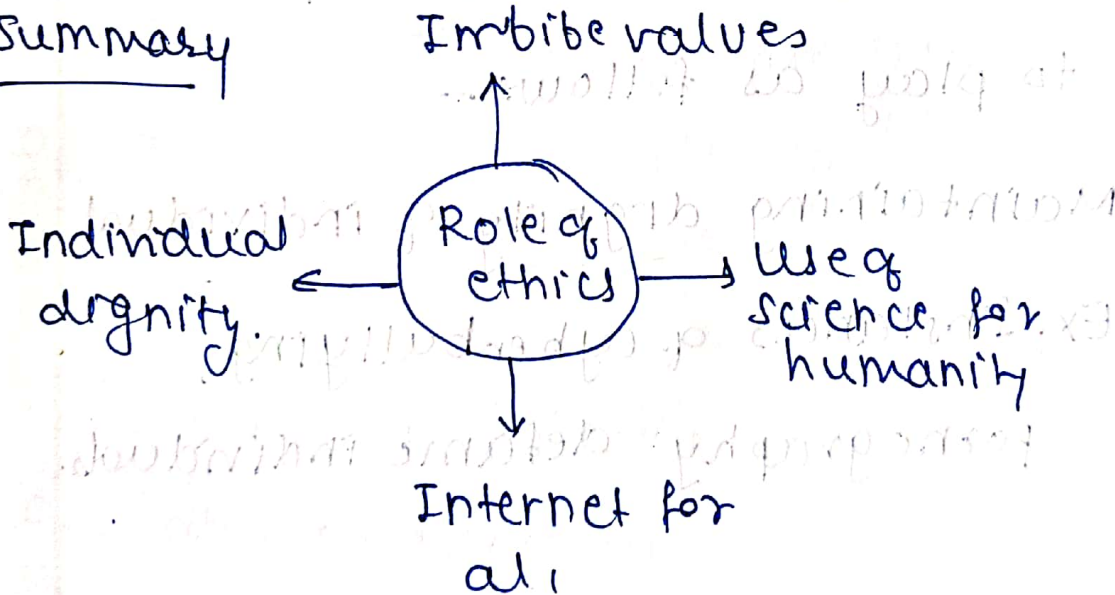 Summary
Imbibe values
Role of
ethics
Individual
dignity.
Use of
science for
humanity
Internet for
all